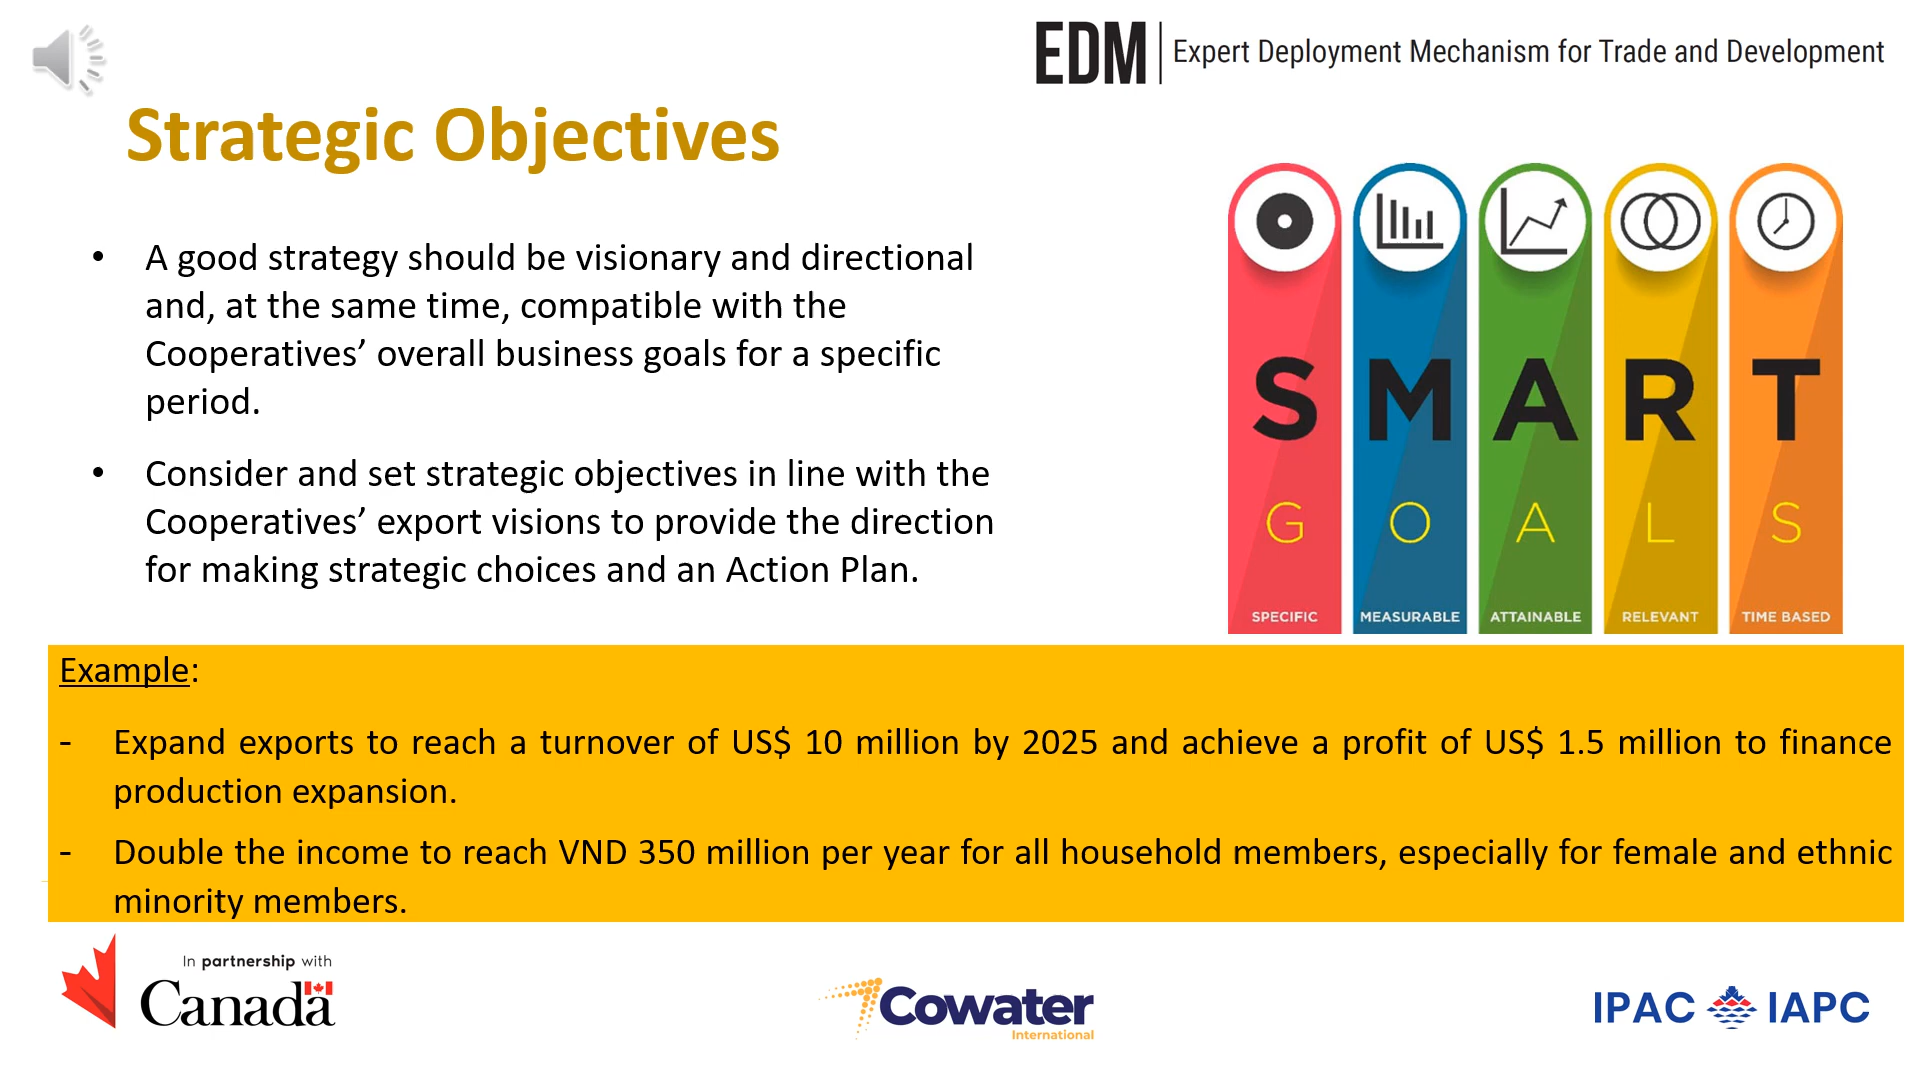 EDM | Expert Deployment Mechanism for Trade and Development
Strategic Objectives
• A good strategy should be visionary and directional
and, at the same time, compatible with the
Cooperatives’ overall business goals for a specific
period.
• Consider and set strategic objectives in line with the
Cooperatives’ export visions to provide the direction
for making strategic choices and an Action Plan.
S M A R T
G O A L S
SPECIFIC MEASURABLE ATTAINABLE RELEVANT TIME BASED
Example:
- Expand exports to reach a turnover of US$ 10 million by 2025 and achieve a profit of US$ 1.5 million to finance
production expansion.
- Double the income to reach VND 350 million per year for all household members, especially for female and ethnic
minority members.
In partnership with
Canada
Cowater
International
IPAC IAPC